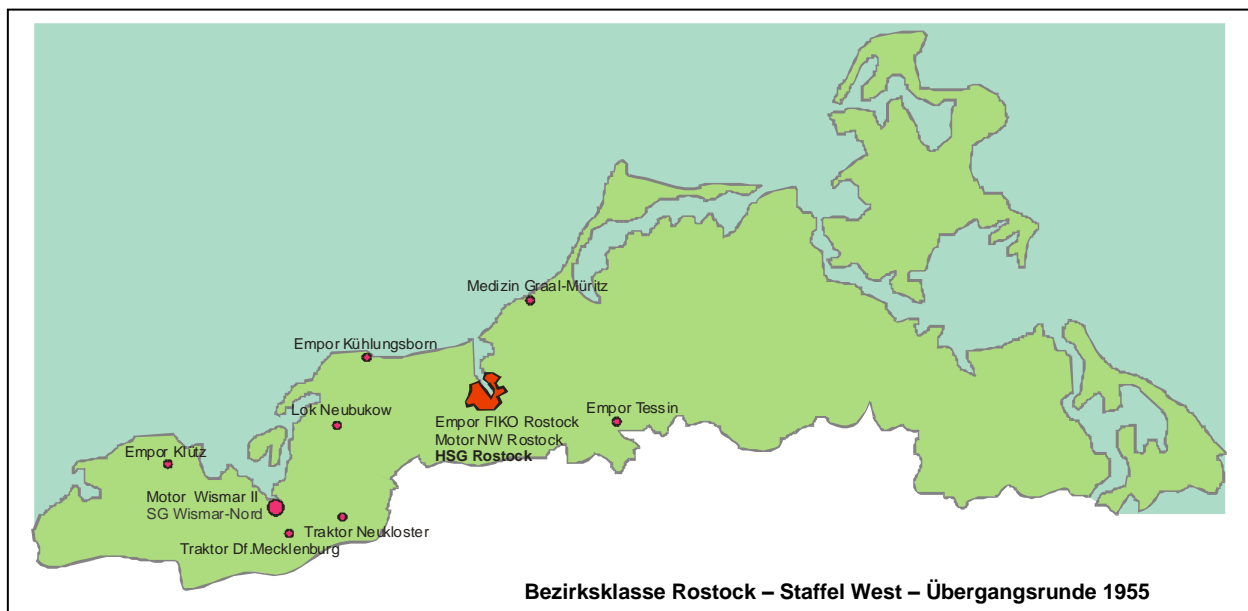 Medizin Graal-Müritz
Empor Kühlungsborn
Lok Neubukow
Empor Tessin
Empor FIKO Rostock
Motor NW Rostock
HSG Rostock
Empor Klütz
Motor Wismar II
SG Wismar-Nord
Traktor Neukloster
Traktor Df.Mecklenburg
Bezirksklasse Rostock – Staffel West – Übergangsrunde 1955